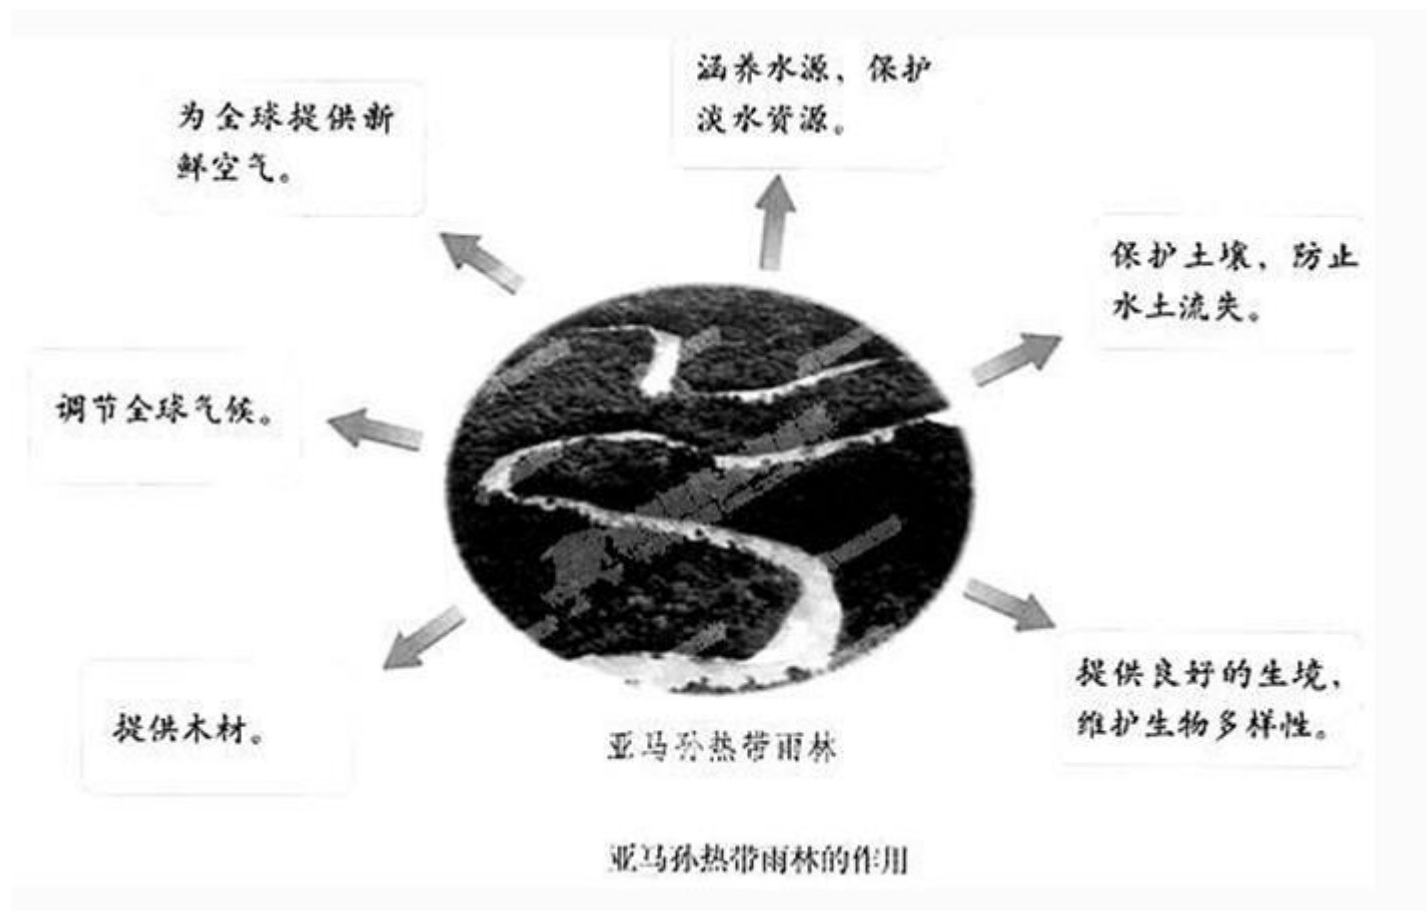 涵养水源、保护
淡水资源。
为全球提供新
鲜空气。
保护土壤、防止
水土流失。
调节全球气候。
提供良好的生境、
维护生物多样性。
提供木材。
亚马孙热带雨林
亚马孙热带雨林的作用